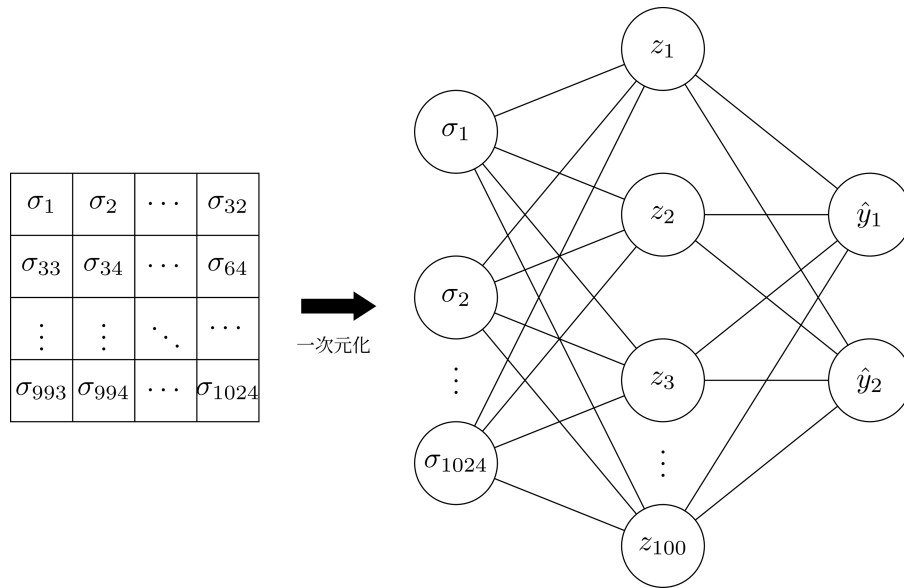 σ₁ σ₂ ⋯ σ₃₂
σ₃₃ σ₃₄ ⋯ σ₆₄
⋮ ⋮ ⋱ ⋯
σ₉₉₃ σ₉₉₄ ⋯ σ₁₀₂₄
一次元化
σ₁
σ₂
⋮
σ₁₀₂₄
z₁
z₂
z₃
⋮
z₁₀₀
ŷ₁
ŷ₂